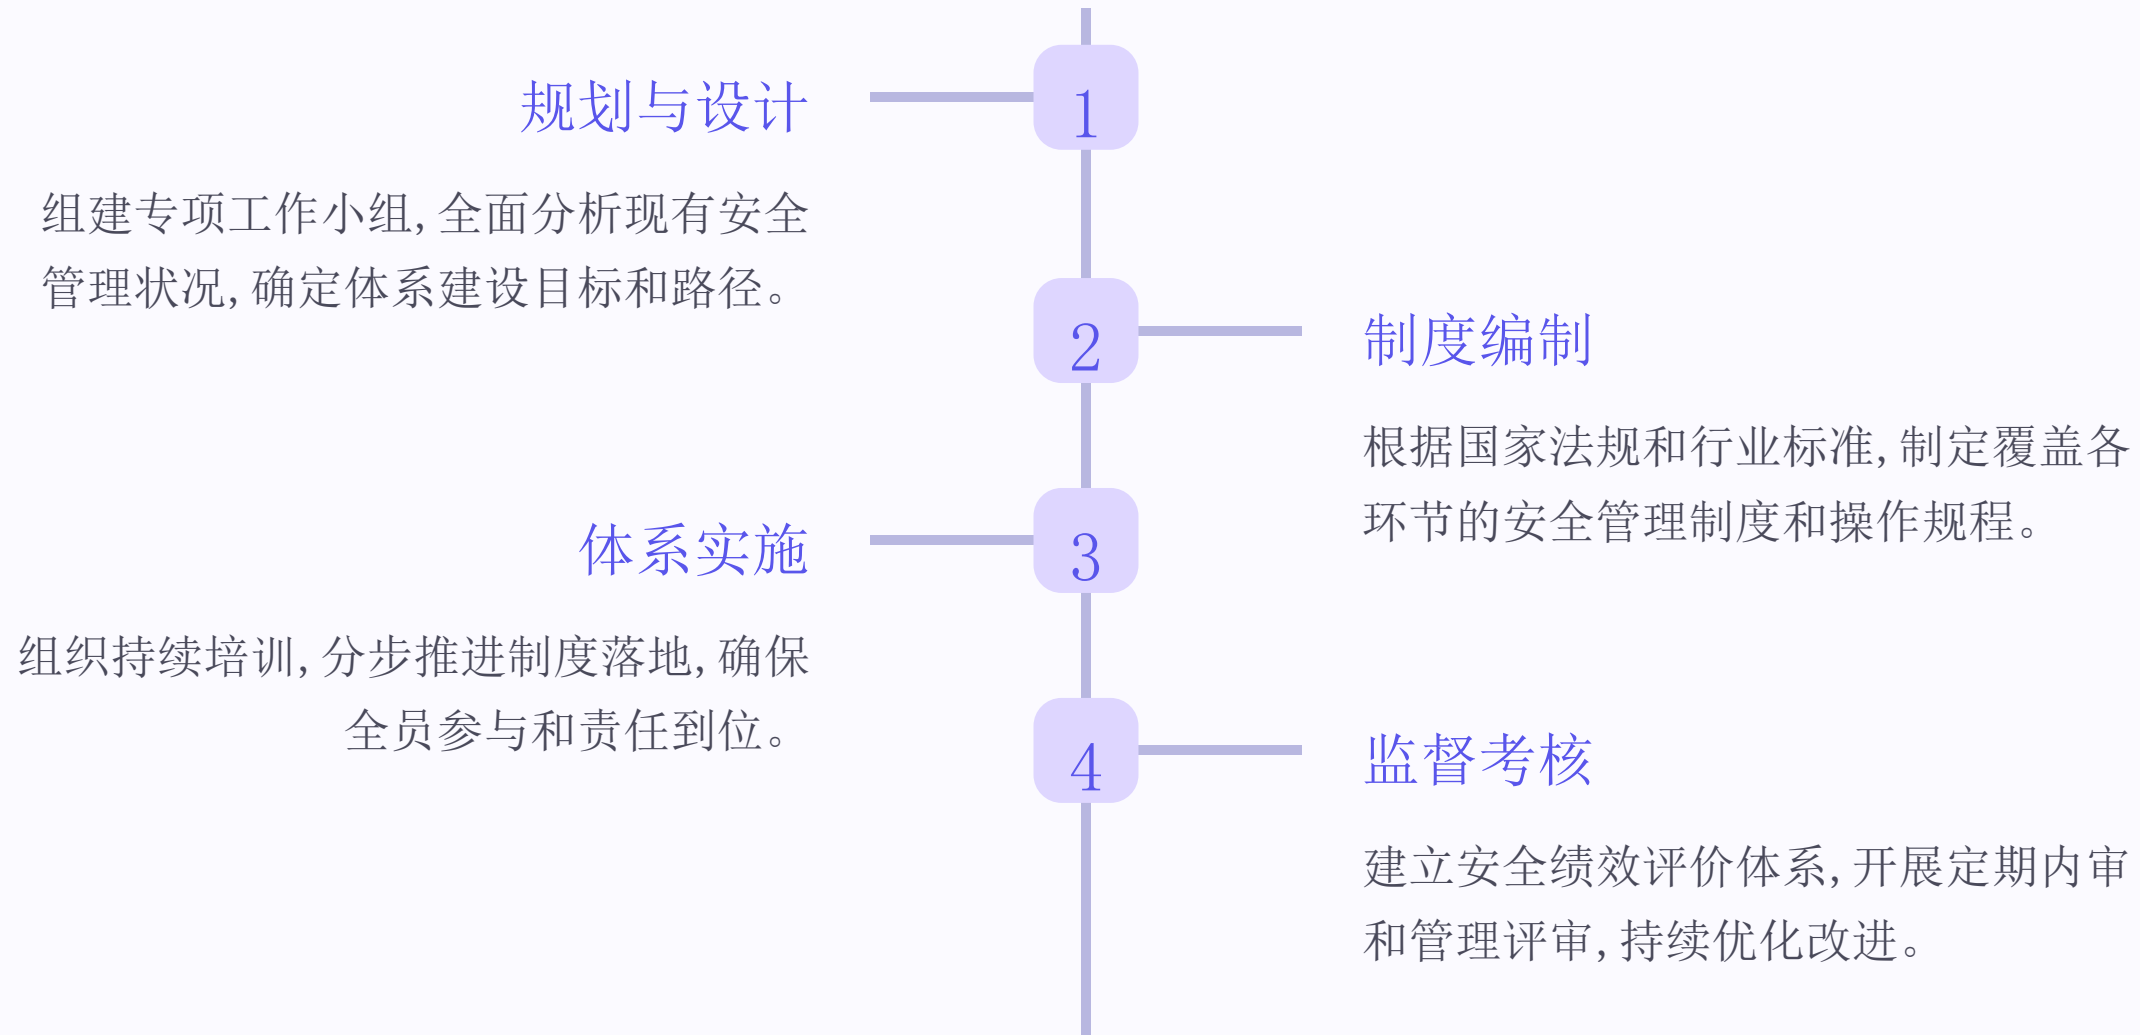 规划与设计
1
组建专项工作小组,全面分析现有安全
管理状况,确定体系建设目标和路径。
2
制度编制
根据国家法规和行业标准,制定覆盖各
环节的安全管理制度和操作规程。
体系实施
3
组织持续培训,分步推进制度落地,确保
全员参与和责任到位。
4
监督考核
建立安全绩效评价体系,开展定期内审
和管理评审,持续优化改进。